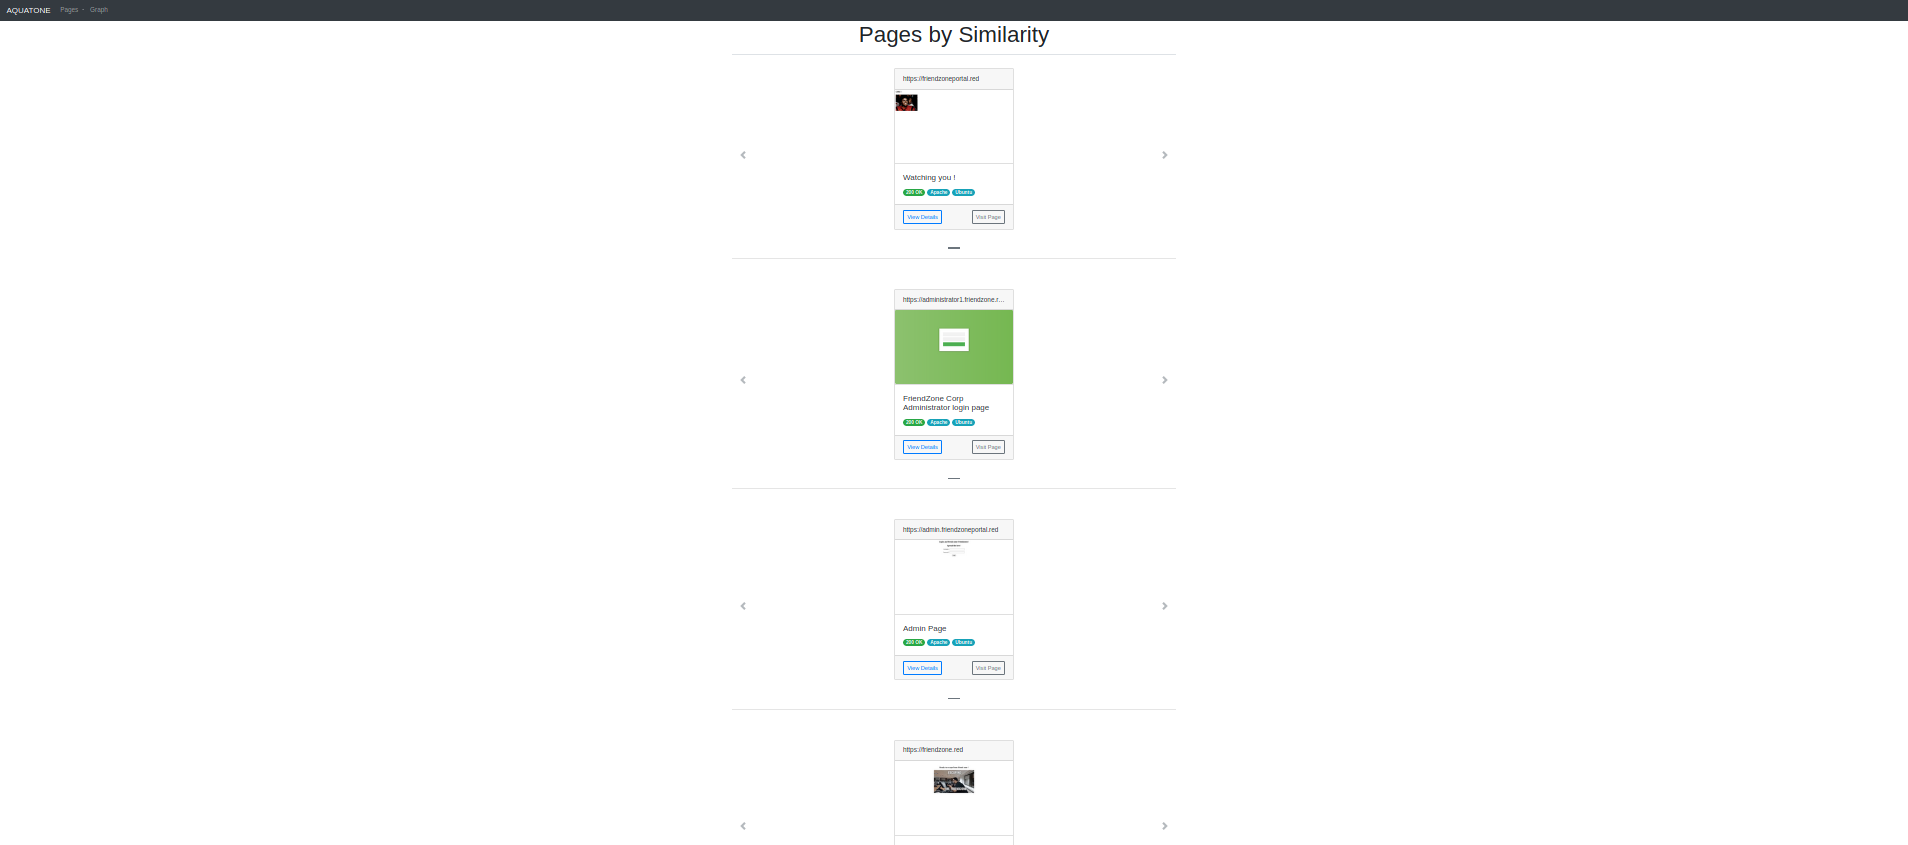 AQUATONE Pages Graph
Pages by Similarity
https://friendzoneportal.red
Watching you !
200 OK Apache Ubuntu
View Details Visit Page
https://administrator1.friendzone.r...
FriendZone Corp
Administrator login page
200 OK Apache Ubuntu
View Details Visit Page
https://admin.friendzoneportal.red
Admin Page
200 OK Apache Ubuntu
View Details Visit Page
https://friendzone.red